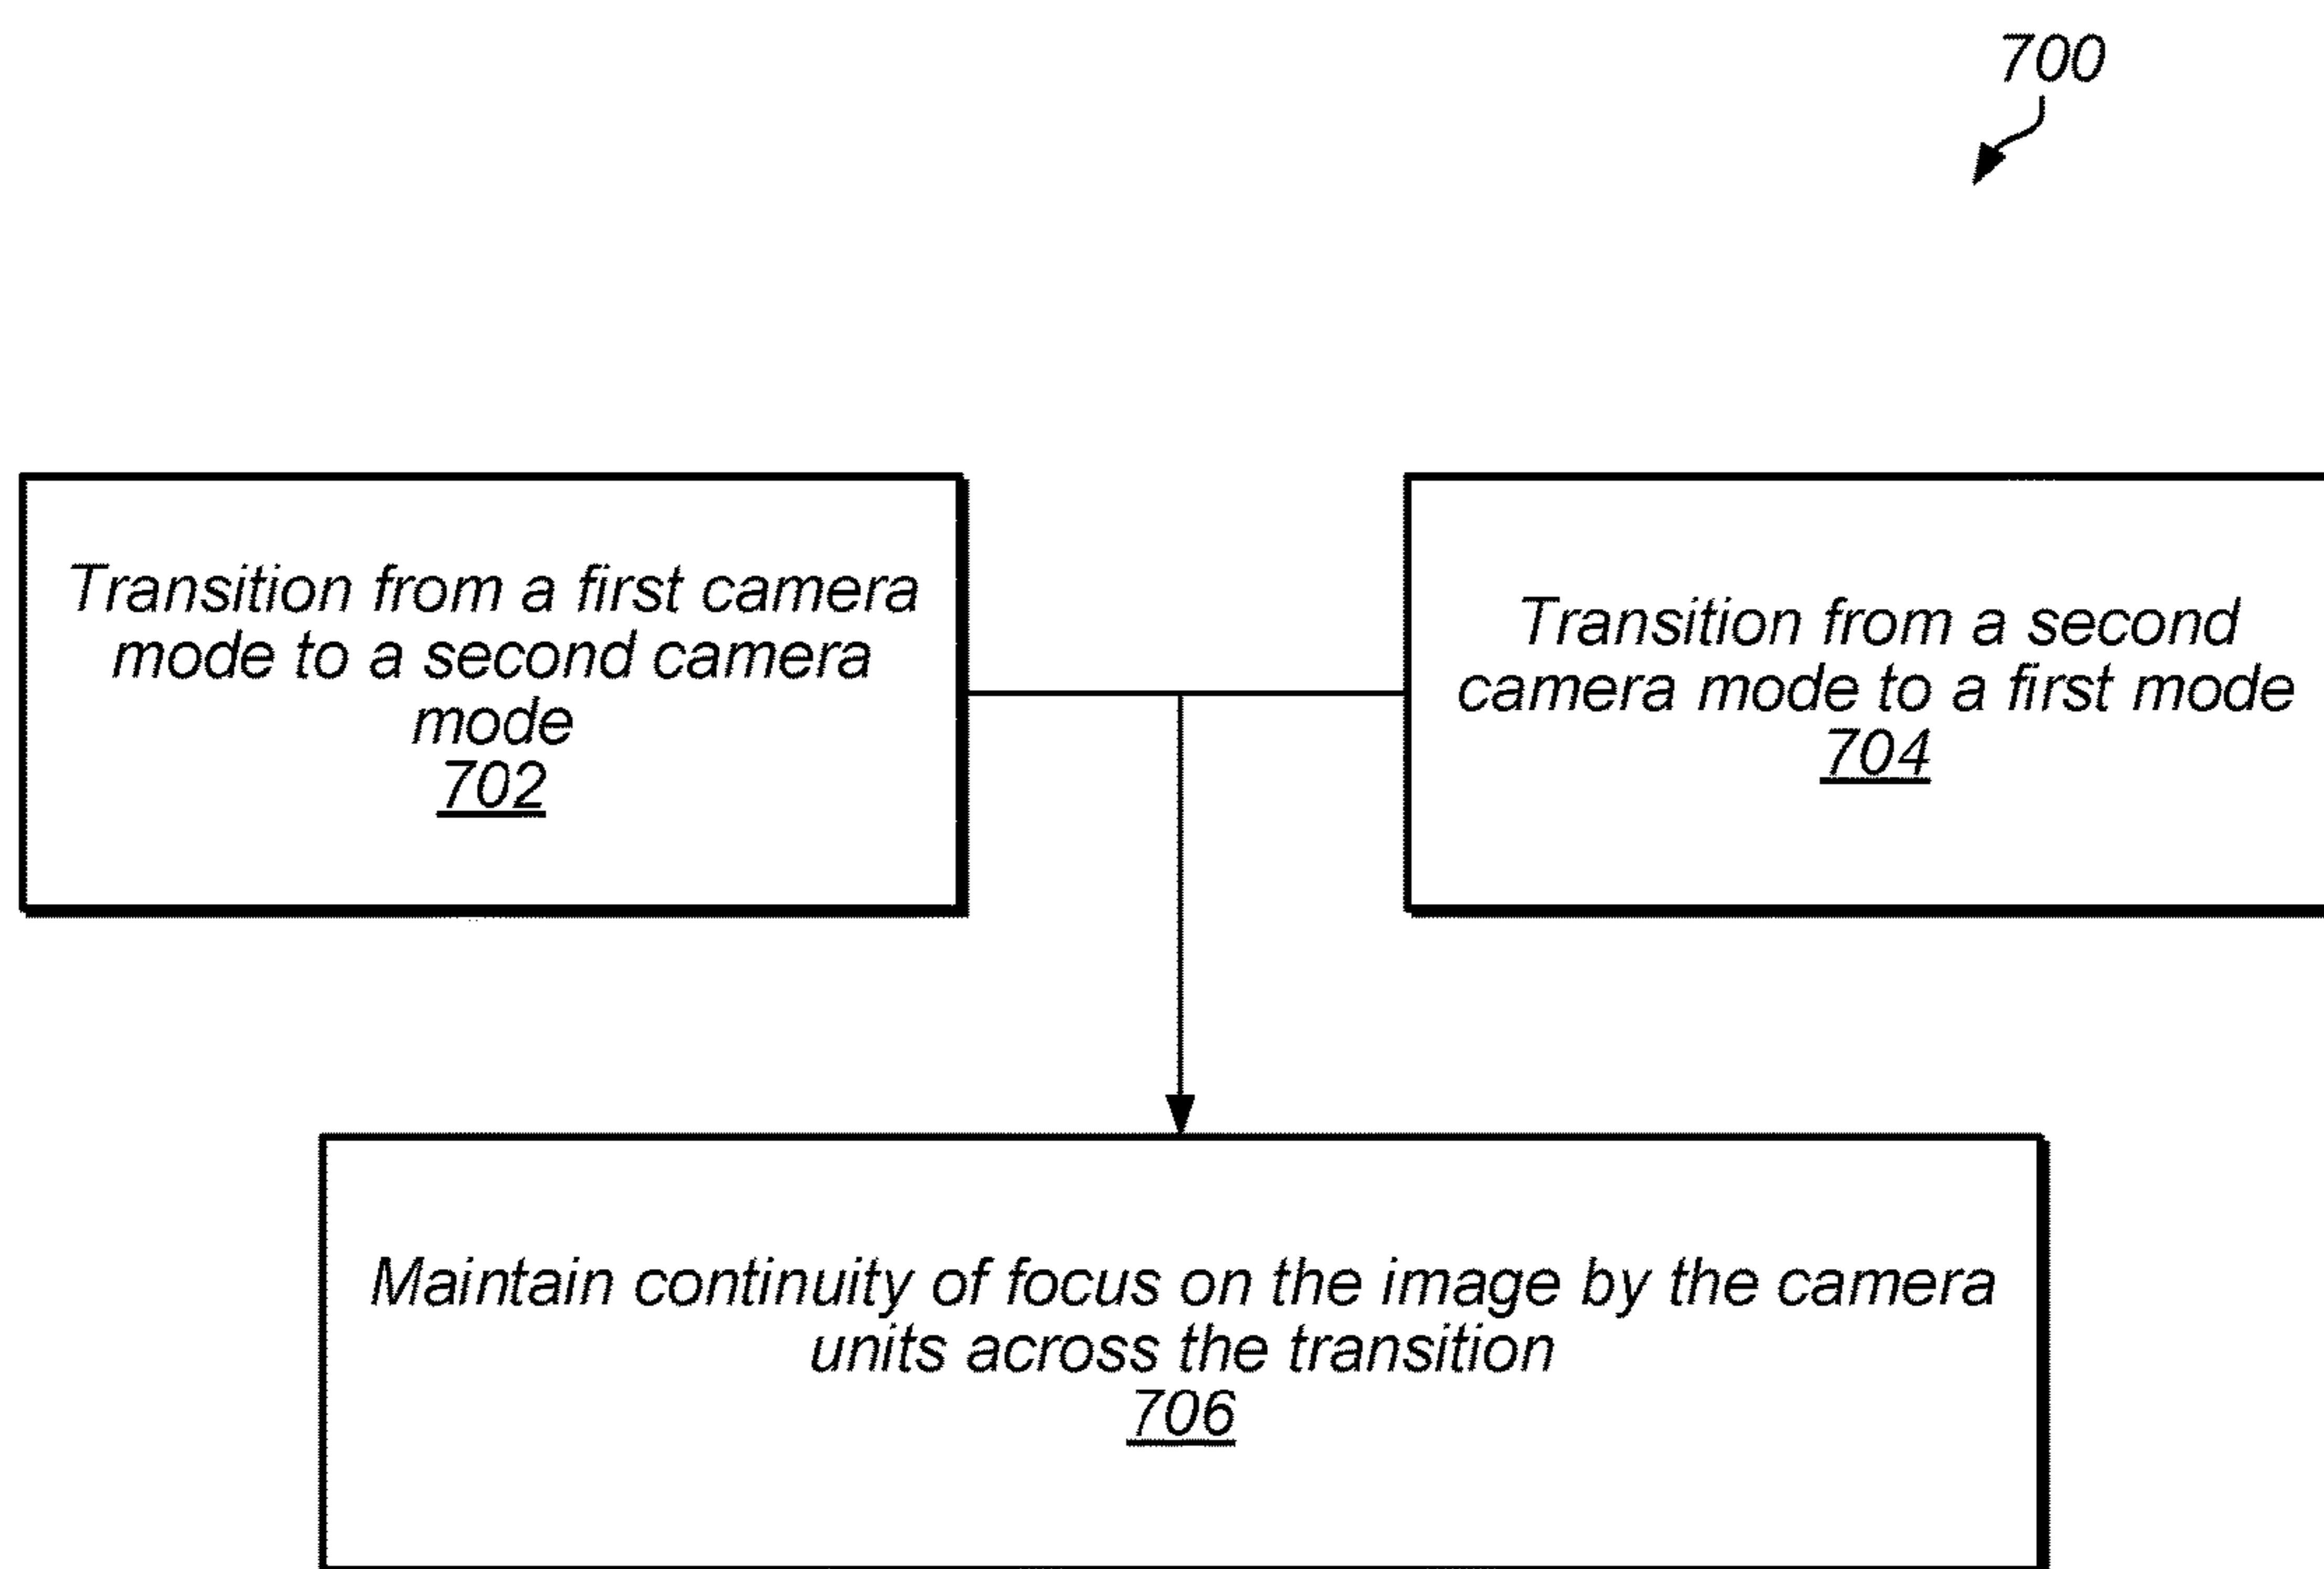 700
Transition from a first camera
mode to a second camera
mode
702
Transition from a second
camera mode to a first mode
704
Maintain continuity of focus on the image by the camera
units across the transition
706